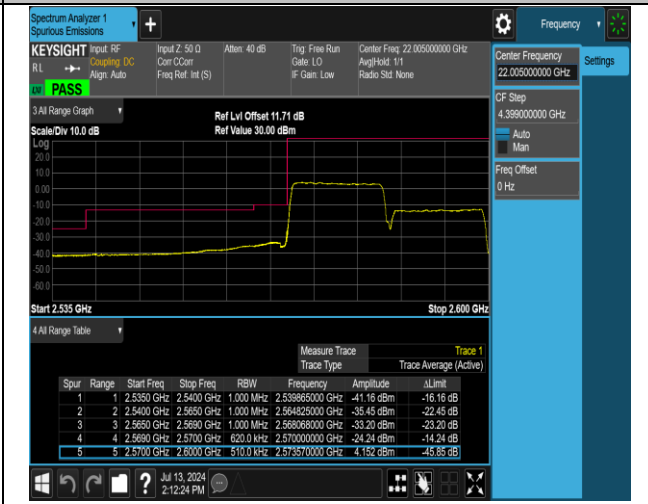 Spectrum Analyzer 1
Spurious Emissions
Frequency
KEYSIGHT Input: RF Input Z: 50 Ω Atten: 40 dB Trig: Free Run Center Freq: 22.005000000 GHz
RL Coupling: DC Corr CCorr Gate: LO Avg|Hold: 1/1
Align: Auto Freq Ref: Int (S) IF Gain: Low Radio Std: None
LXI PASS
3 All Range Graph
Ref Lvl Offset 11.71 dB
Scale/Div 10.0 dB Ref Value 30.00 dBm
Log
20.0
10.0
0.00
-10.0
-20.0
-30.0
-40.0
-50.0
-60.0
Start 2.535 GHz Stop 2.600 GHz
4 All Range Table
Measure Trace Trace 1
Trace Type Trace Average (Active)
Spur Range Start Freq Stop Freq RBW Frequency Amplitude ΔLimit
1 1 2.5350 GHz 2.5400 GHz 1.000 MHz 2.539865000 GHz -41.16 dBm -16.16 dB
2 2 2.5400 GHz 2.5650 GHz 1.000 MHz 2.564825000 GHz -35.45 dBm -22.45 dB
3 3 2.5650 GHz 2.5690 GHz 1.000 MHz 2.568068000 GHz -33.20 dBm -23.20 dB
4 4 2.5690 GHz 2.5700 GHz 620.0 kHz 2.570000000 GHz -24.24 dBm -14.24 dB
5 5 2.5700 GHz 2.6000 GHz 510.0 kHz 2.573570000 GHz 4.152 dBm -45.85 dB
Jul 13, 2024
2:12:24 PM
Center Frequency
22.005000000 GHz
Settings
CF Step
4.399000000 GHz
Auto
Man
Freq Offset
0 Hz